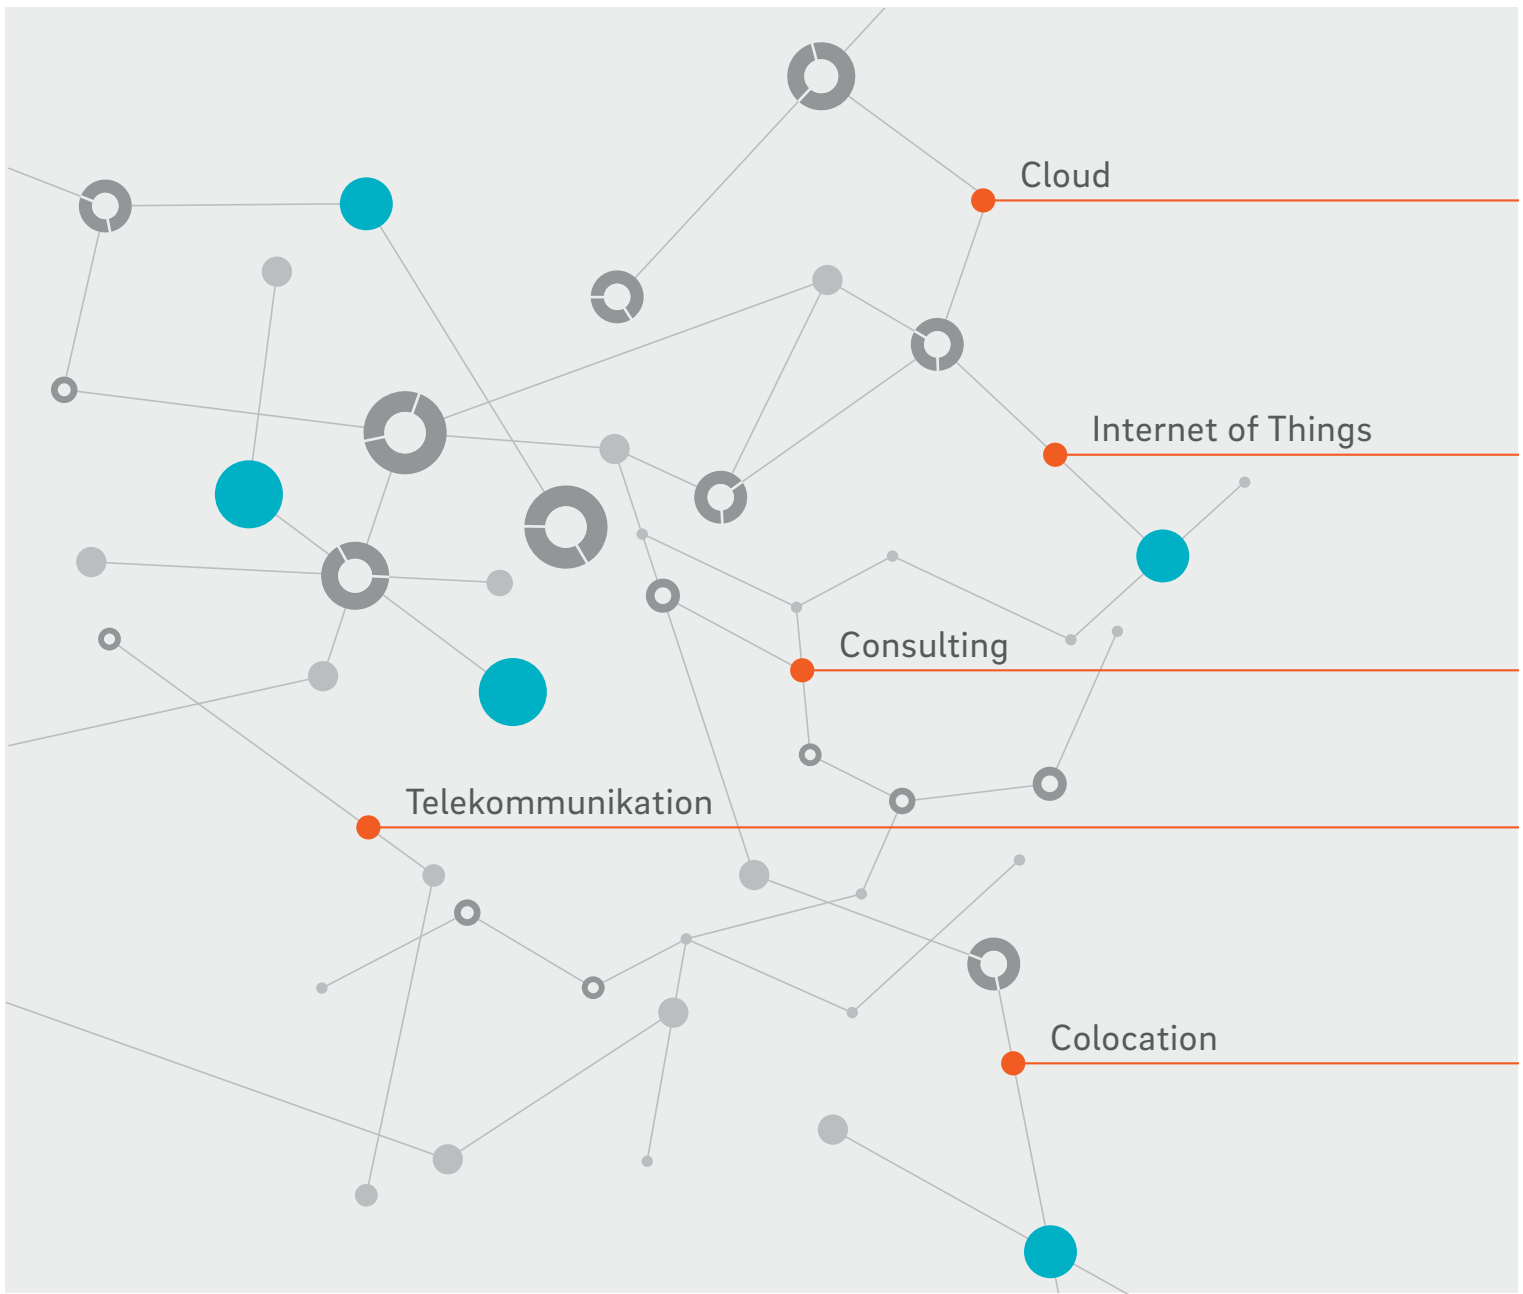 Cloud
Internet of Things
Consulting
Telekommunikation
Colocation